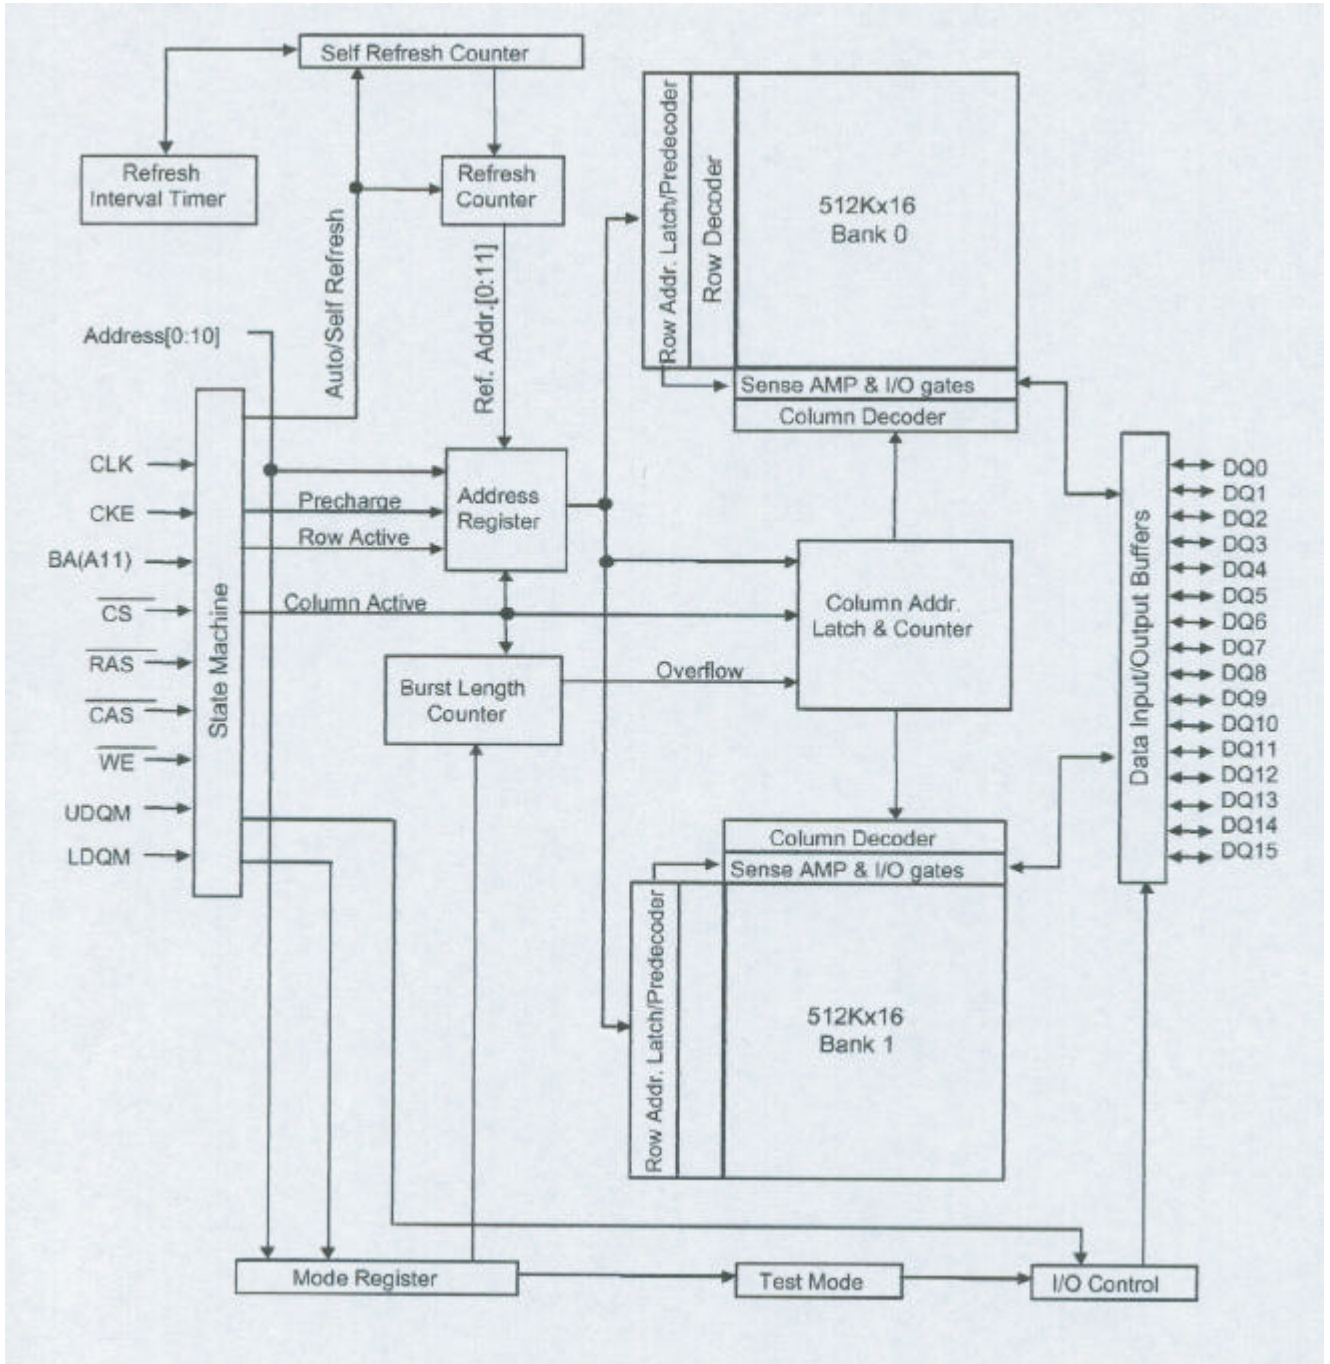 Self Refresh Counter
Refresh
Interval Timer
Refresh
Counter
Auto/Self Refresh
Ref. Addr.[0:11]
Address[0:10]
Row Addr. Latch/Predecoder
Row Decoder
512Kx16
Bank 0
Sense AMP & I/O gates
Column Decoder
CLK
CKE
BA(A11)
CS
RAS
CAS
WE
UDQM
LDQM
State Machine
Precharge
Row Active
Column Active
Address
Register
Burst Length
Counter
Overflow
Column Addr.
Latch & Counter
Data Input/Output Buffers
DQ0
DQ1
DQ2
DQ3
DQ4
DQ5
DQ6
DQ7
DQ8
DQ9
DQ10
DQ11
DQ12
DQ13
DQ14
DQ15
Column Decoder
Sense AMP & I/O gates
Row Addr. Latch/Predecoder
512Kx16
Bank 1
Mode Register
Test Mode
I/O Control